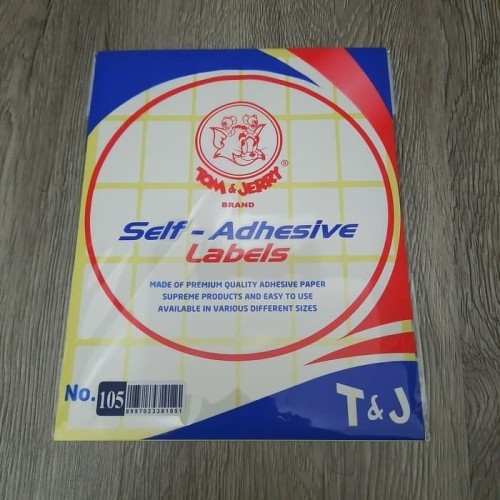 TOM & JERRY ®
BRAND
Self - Adhesive
Labels
MADE OF PREMIUM QUALITY ADHESIVE PAPER
SUPREME PRODUCTS AND EASY TO USE
AVAILABLE IN VARIOUS DIFFERENT SIZES
No. 105
8997023381051
T & J